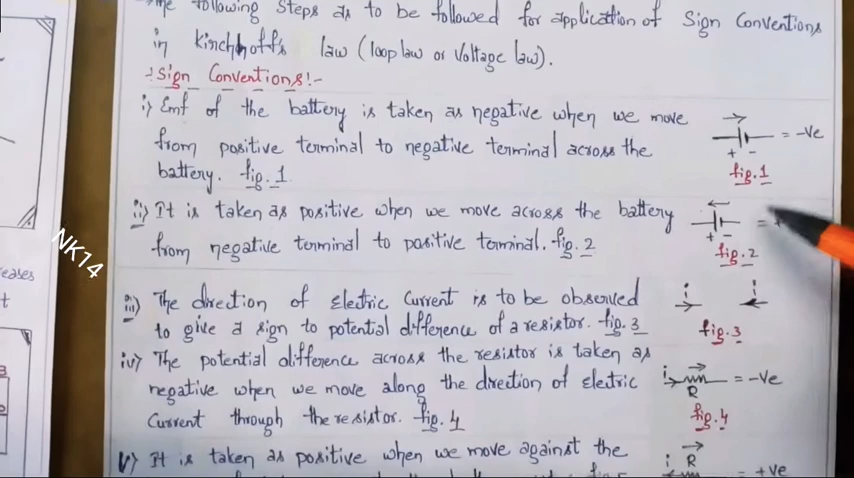 The following Steps as to be followed for application of Sign Conventions
in Kirchhoff's law (loop law or Voltage law).
:Sign Conventions:-
i) Emf of the battery is taken as negative when we move
from positive terminal to negative terminal across the
battery. fig.1
+ - = -Ve
fig.1
ii) It is taken as positive when we move across the battery
from negative terminal to positive terminal. fig.2
+ - = +
fig.2
iii) The direction of Electric Current is to be observed
to give a sign to potential difference of a resistor. fig.3
i i
fig.3
iv) The potential difference across the resistor is taken as
negative when we move along the drection of electric
Current through the resistor. fig.4
i R = -Ve
fig.4
V) It is taken as positive when we move against the
i R = +ve
NK14
eases
t